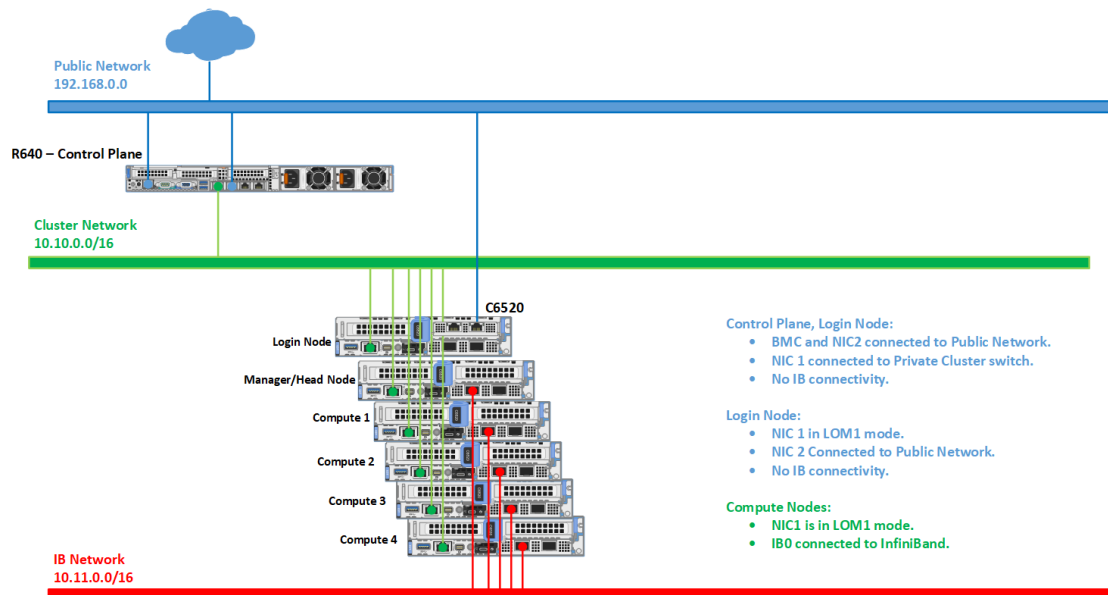 Public Network
192.168.0.0
R640 – Control Plane
Cluster Network
10.10.0.0/16
C6520
Login Node
Manager/Head Node
Compute 1
Compute 2
Compute 3
Compute 4
Control Plane, Login Node:
• BMC and NIC2 connected to Public Network.
• NIC 1 connected to Private Cluster switch.
• No IB connectivity.
Login Node:
• NIC 1 in LOM1 mode.
• NIC 2 Connected to Public Network.
• No IB connectivity.
Compute Nodes:
• NIC1 is in LOM1 mode.
• IB0 connected to InfiniBand.
IB Network
10.11.0.0/16